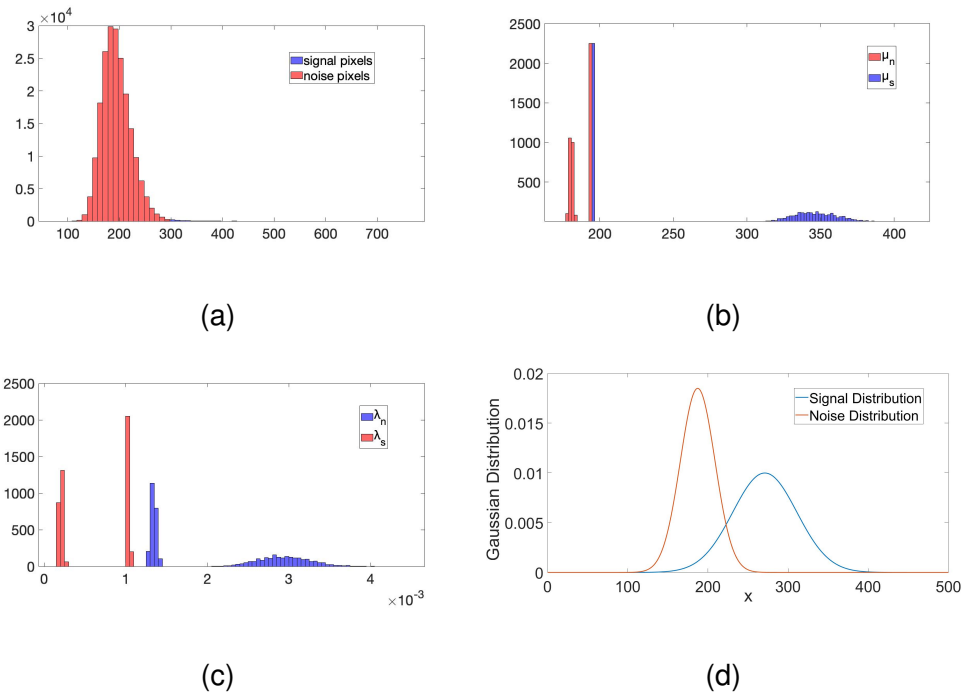 ×10⁴
3
2.5
2
1.5
1
0.5
0
100 200 300 400 500 600 700
signal pixels
noise pixels
(a)
2500
2000
1500
1000
500
200 250 300 350 400
μn
μs
(b)
2500
2000
1500
1000
500
0
0 1 2 3 4
×10⁻³
λn
λs
(c)
0.02
0.015
0.01
0.005
0
0 100 200 300 400 500
Gaussian Distribution
x
Signal Distribution
Noise Distribution
(d)